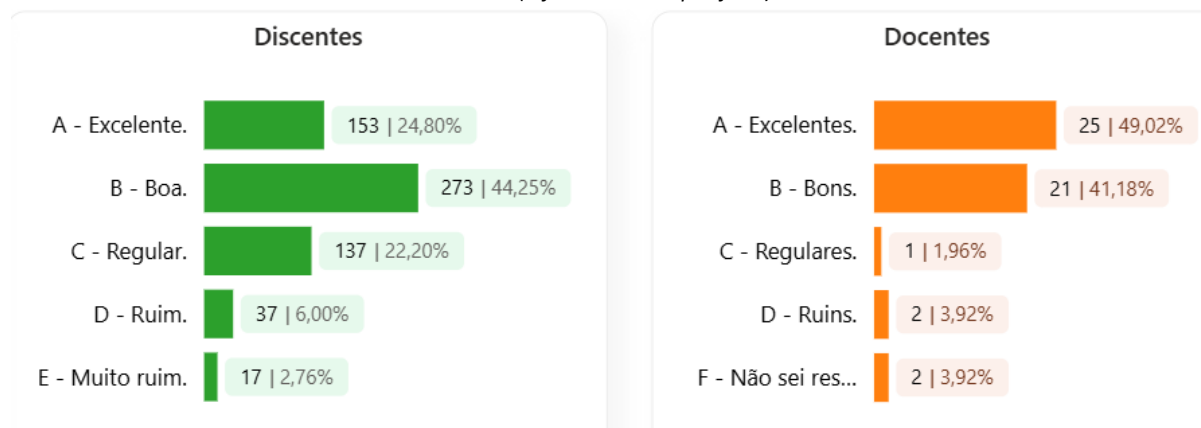 Discentes
A - Excelente. 153 | 24,80%
B - Boa. 273 | 44,25%
C - Regular. 137 | 22,20%
D - Ruim. 37 | 6,00%
E - Muito ruim. 17 | 2,76%
Docentes
A - Excelentes. 25 | 49,02%
B - Bons. 21 | 41,18%
C - Regulares. 1 | 1,96%
D - Ruins. 2 | 3,92%
F - Não sei res... 2 | 3,92%